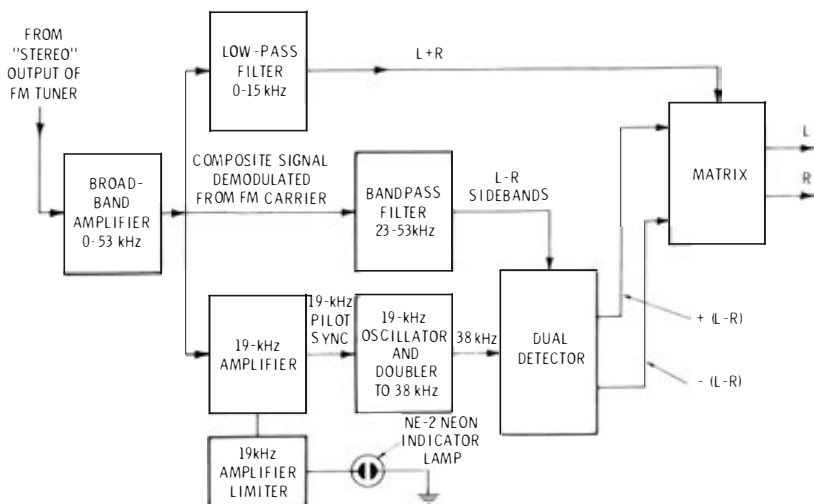 FROM
"STEREO"
OUTPUT OF
FM TUNER
BROAD-
BAND
AMPLIFIER
0-53 kHz
LOW-PASS
FILTER
0-15 kHz
L+R
COMPOSITE SIGNAL
DEMODULATED
FROM FM CARRIER
BANDPASS
FILTER
23-53kHz
L-R
SIDEBANDS
MATRIX
L
R
19-kHz
AMPLIFIER
19-kHz
PILOT
SYNC
19-kHz
OSCILLATOR
AND
DOUBLER
TO 38 kHz
38 kHz
DUAL
DETECTOR
+ (L-R)
- (L-R)
19kHz
AMPLIFIER
LIMITER
NE-2 NEON
INDICATOR
LAMP